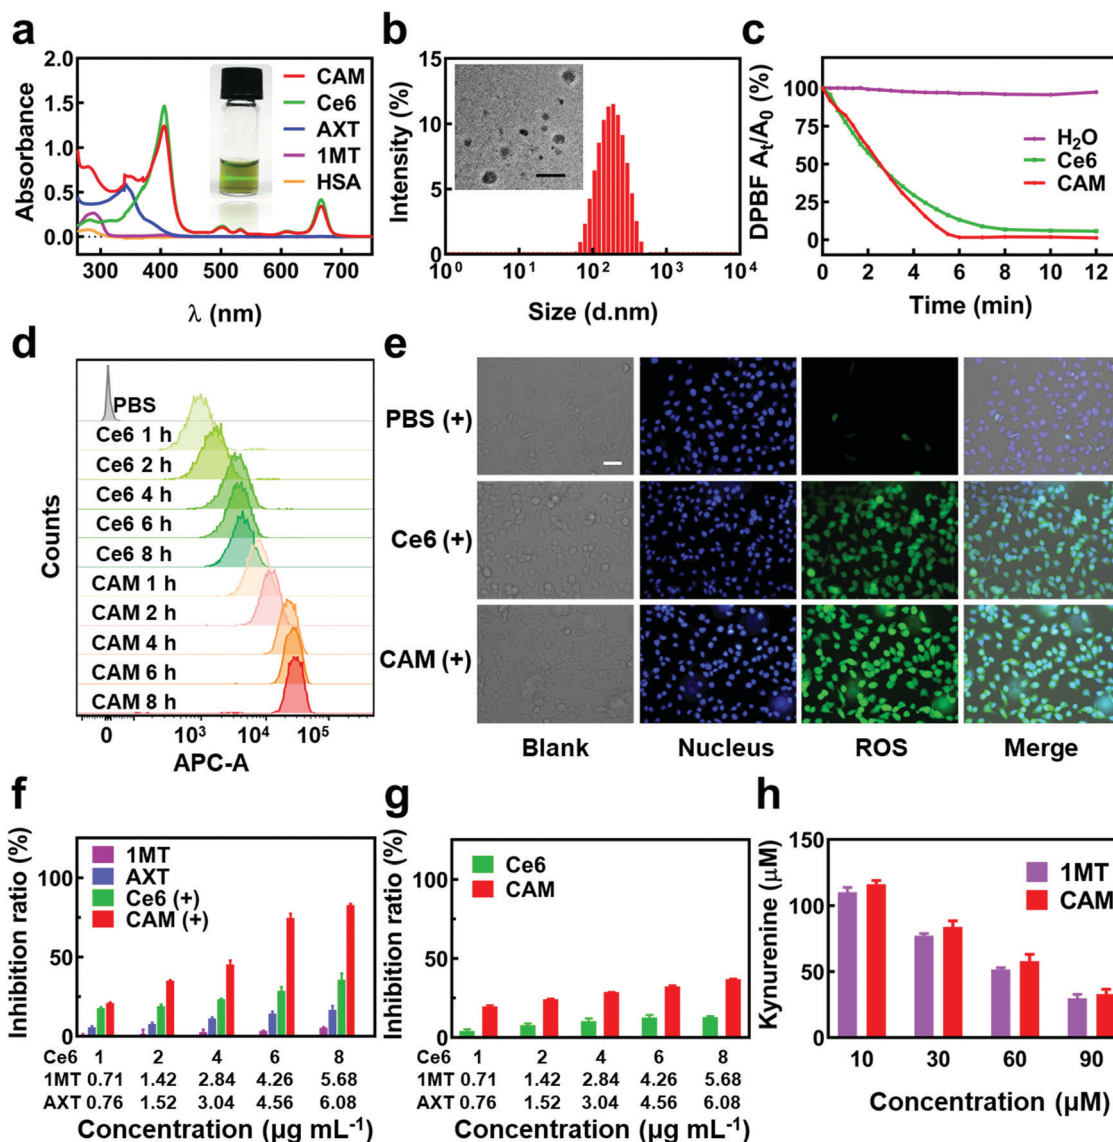 a
2.0
1.5
1.0
0.5
0.0
Absorbance
300
400
500
600
700
λ (nm)
CAM
Ce6
AXT
1MT
HSA
b
15
10
5
0
Intensity (%)
10⁰
10¹
10²
10³
10⁴
Size (d.nm)
c
100
75
50
25
0
DPBF Aₜ/A₀ (%)
0
2
4
6
8
10
12
Time (min)
H₂O
Ce6
CAM
d
PBS
Ce6 1 h
Ce6 2 h
Ce6 4 h
Ce6 6 h
Ce6 8 h
CAM 1 h
CAM 2 h
CAM 4 h
CAM 6 h
CAM 8 h
Counts
0
10³
10⁴
10⁵
APC-A
e
PBS (+)
Ce6 (+)
CAM (+)
Blank
Nucleus
ROS
Merge
f
Inhibition ratio (%)
100
50
0
1MT
AXT
Ce6 (+)
CAM (+)
Ce6 1 2 4 6 8
1MT 0.71 1.42 2.84 4.26 5.68
AXT 0.76 1.52 3.04 4.56 6.08
Concentration (μg mL⁻¹)
g
Inhibition ratio (%)
100
50
0
Ce6
CAM
Ce6 1 2 4 6 8
1MT 0.71 1.42 2.84 4.26 5.68
AXT 0.76 1.52 3.04 4.56 6.08
Concentration (μg mL⁻¹)
h
Kynurenine (μM)
150
100
50
0
1MT
CAM
10
30
60
90
Concentration (μM)